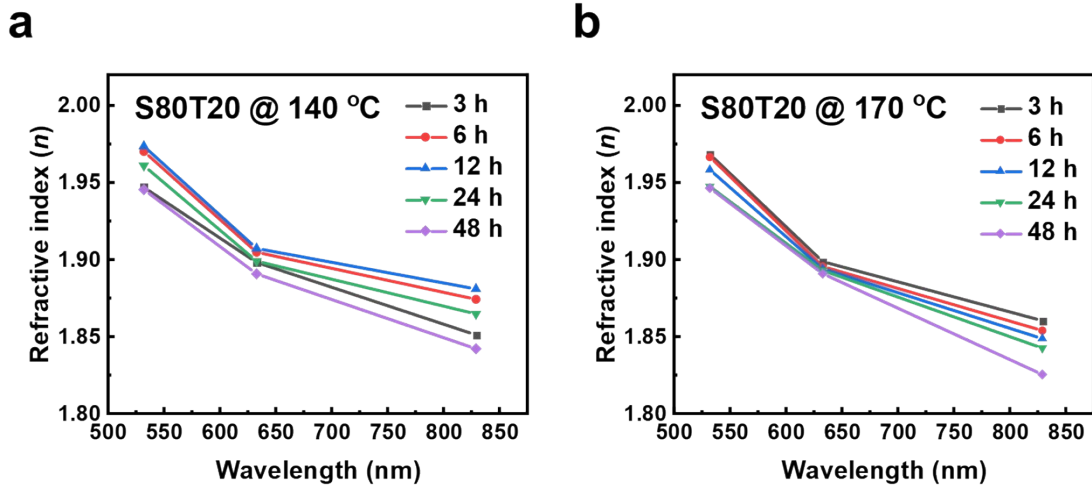 a
S80T20 @ 140 °C
3 h
6 h
12 h
24 h
48 h
Refractive index (n)
2.00
1.95
1.90
1.85
1.80
500 550 600 650 700 750 800 850
Wavelength (nm)
b
S80T20 @ 170 °C
3 h
6 h
12 h
24 h
48 h
Refractive index (n)
2.00
1.95
1.90
1.85
1.80
500 550 600 650 700 750 800 850
Wavelength (nm)